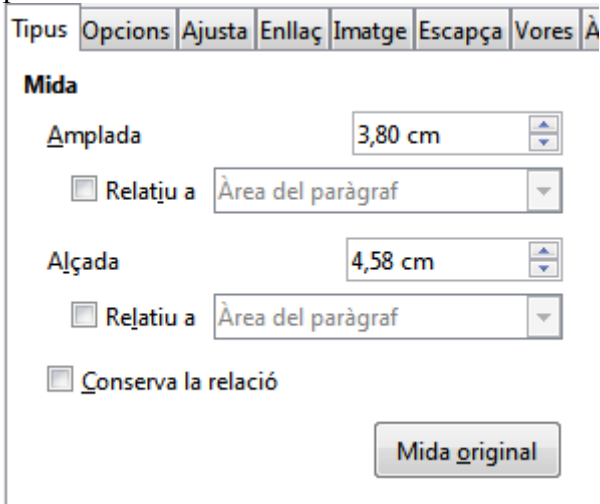 Tipus Opcions Ajusta Enllaç Imatge Escapça Vores À
Mida
Amplada 3,80 cm
Relatiu a Àrea del paràgraf
Alçada 4,58 cm
Relatiu a Àrea del paràgraf
Conserva la relació
Mida original